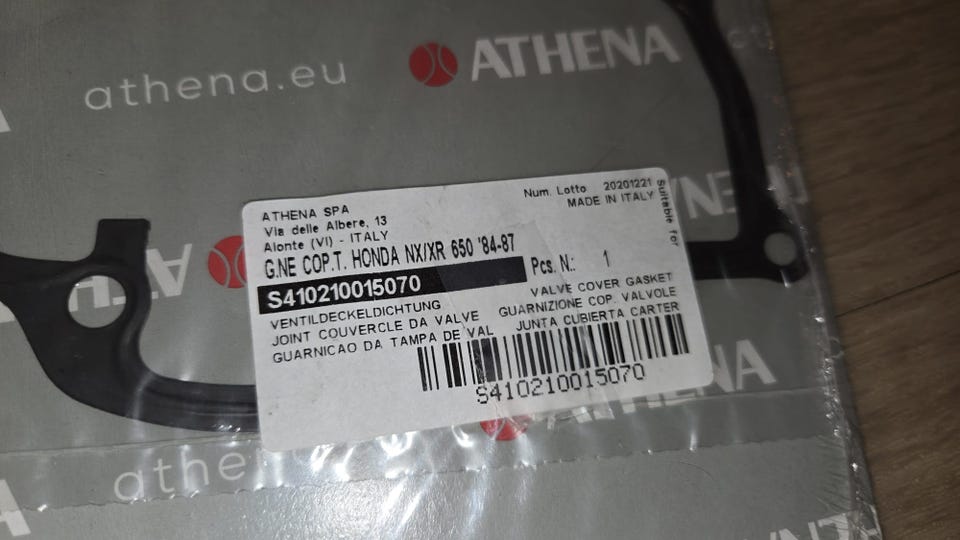 athena.eu
ATHENA
ATHENA SPA
Via delle Albere, 13
Alonte (VI) - ITALY
Num. Lotto 20201221
MADE IN ITALY
Suitable for
G.NE COP.T. HONDA NX/XR 650 '84-87
S410210015070
Pcs. N.: 1
VENTILDECKELDICHTUNG
JOINT COUVERCLE DA VALVE
GUARNICAO DA TAMPA DE VAL
VALVE COVER GASKET
GUARNIZIONE COP. VALVOLE
JUNTA CUBIERTA CARTER
S410210015070
ATHENA
athe